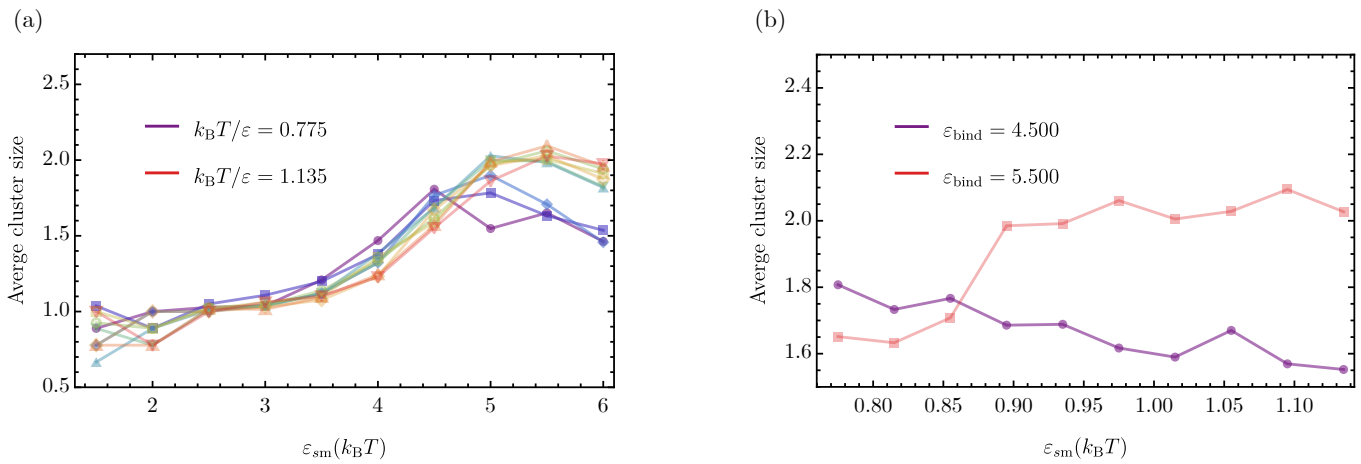 (a)
Averge cluster size
2.5
2.0
1.5
1.0
0.5
k_BT/ε = 0.775
k_BT/ε = 1.135
2 3 4 5 6
ε_sm(k_BT)
(b)
Averge cluster size
2.4
2.2
2.0
1.8
1.6
ε_bind = 4.500
ε_bind = 5.500
0.80 0.85 0.90 0.95 1.00 1.05 1.10
ε_sm(k_BT)